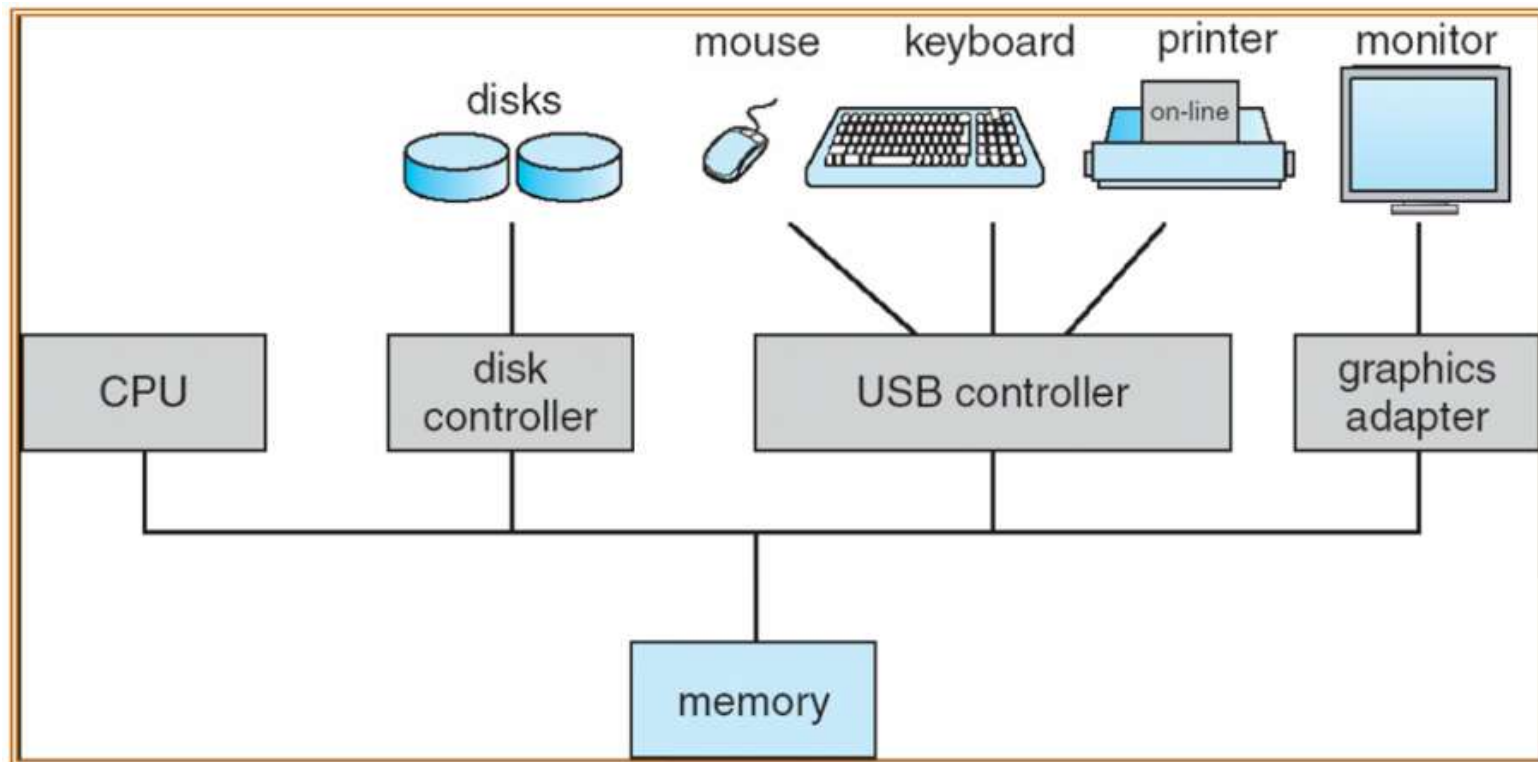 mouse
keyboard
printer
monitor
disks
on-line
CPU
disk
controller
USB controller
graphics
adapter
memory